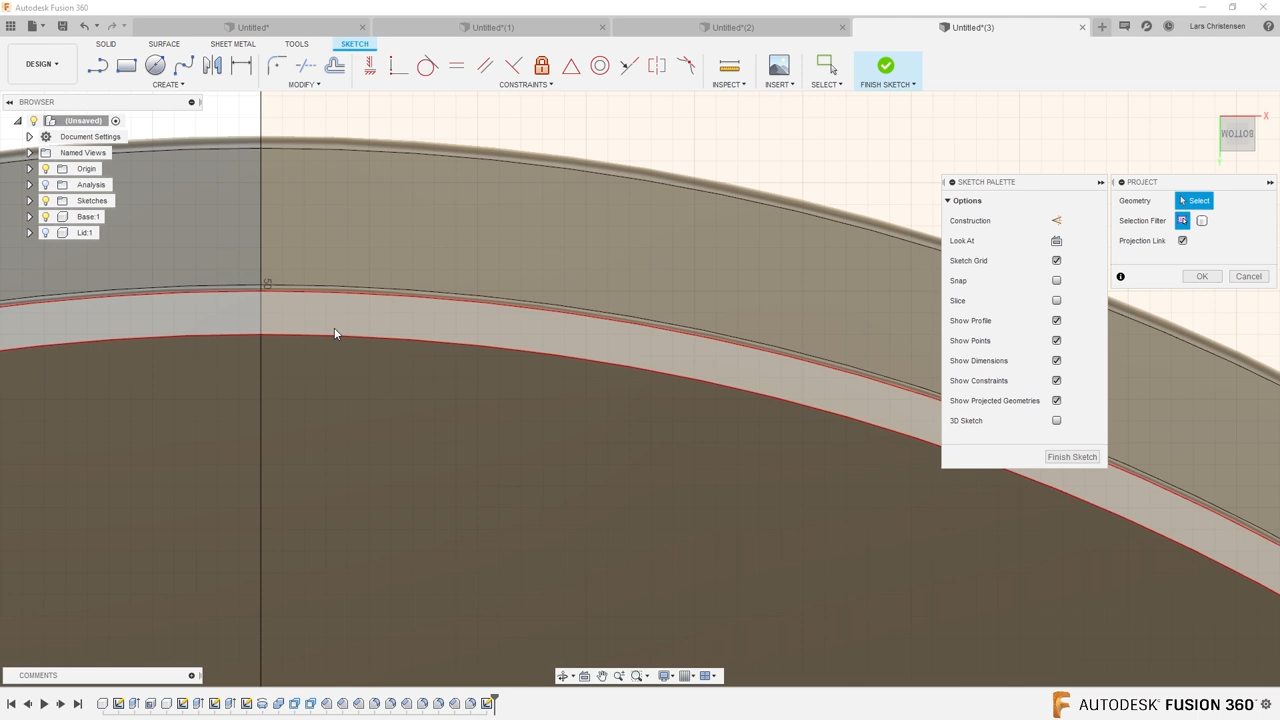 Autodesk Fusion 360
Untitled*
Untitled*(1)
Untitled*(2)
Untitled*(3)
Lars Christensen
DESIGN
SOLID
SURFACE
SHEET METAL
TOOLS
SKETCH
CREATE
MODIFY
CONSTRAINTS
INSPECT
INSERT
SELECT
FINISH SKETCH
BROWSER
(Unsaved)
Document Settings
Named Views
Origin
Analysis
Sketches
Base:1
Lid:1
50
X
BOTTOM
Y
SKETCH PALETTE
Options
Construction
Look At
Sketch Grid
Snap
Slice
Show Profile
Show Points
Show Dimensions
Show Constraints
Show Projected Geometries
3D Sketch
Finish Sketch
PROJECT
Geometry
Select
Selection Filter
Projection Link
OK
Cancel
COMMENTS
AUTODESK FUSION 360°